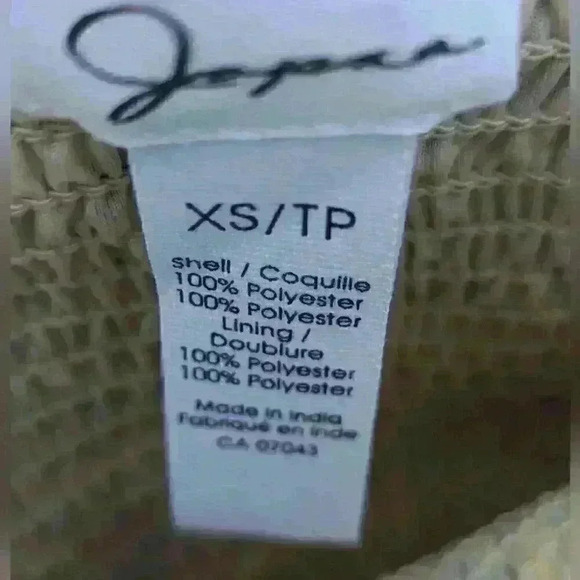 XS/TP
shell / Coquille
100% Polyester
100% Polyester
Lining /
Doublure
100% Polyester
100% Polyester
Made in India
Fabriqué en Inde
CA 07043